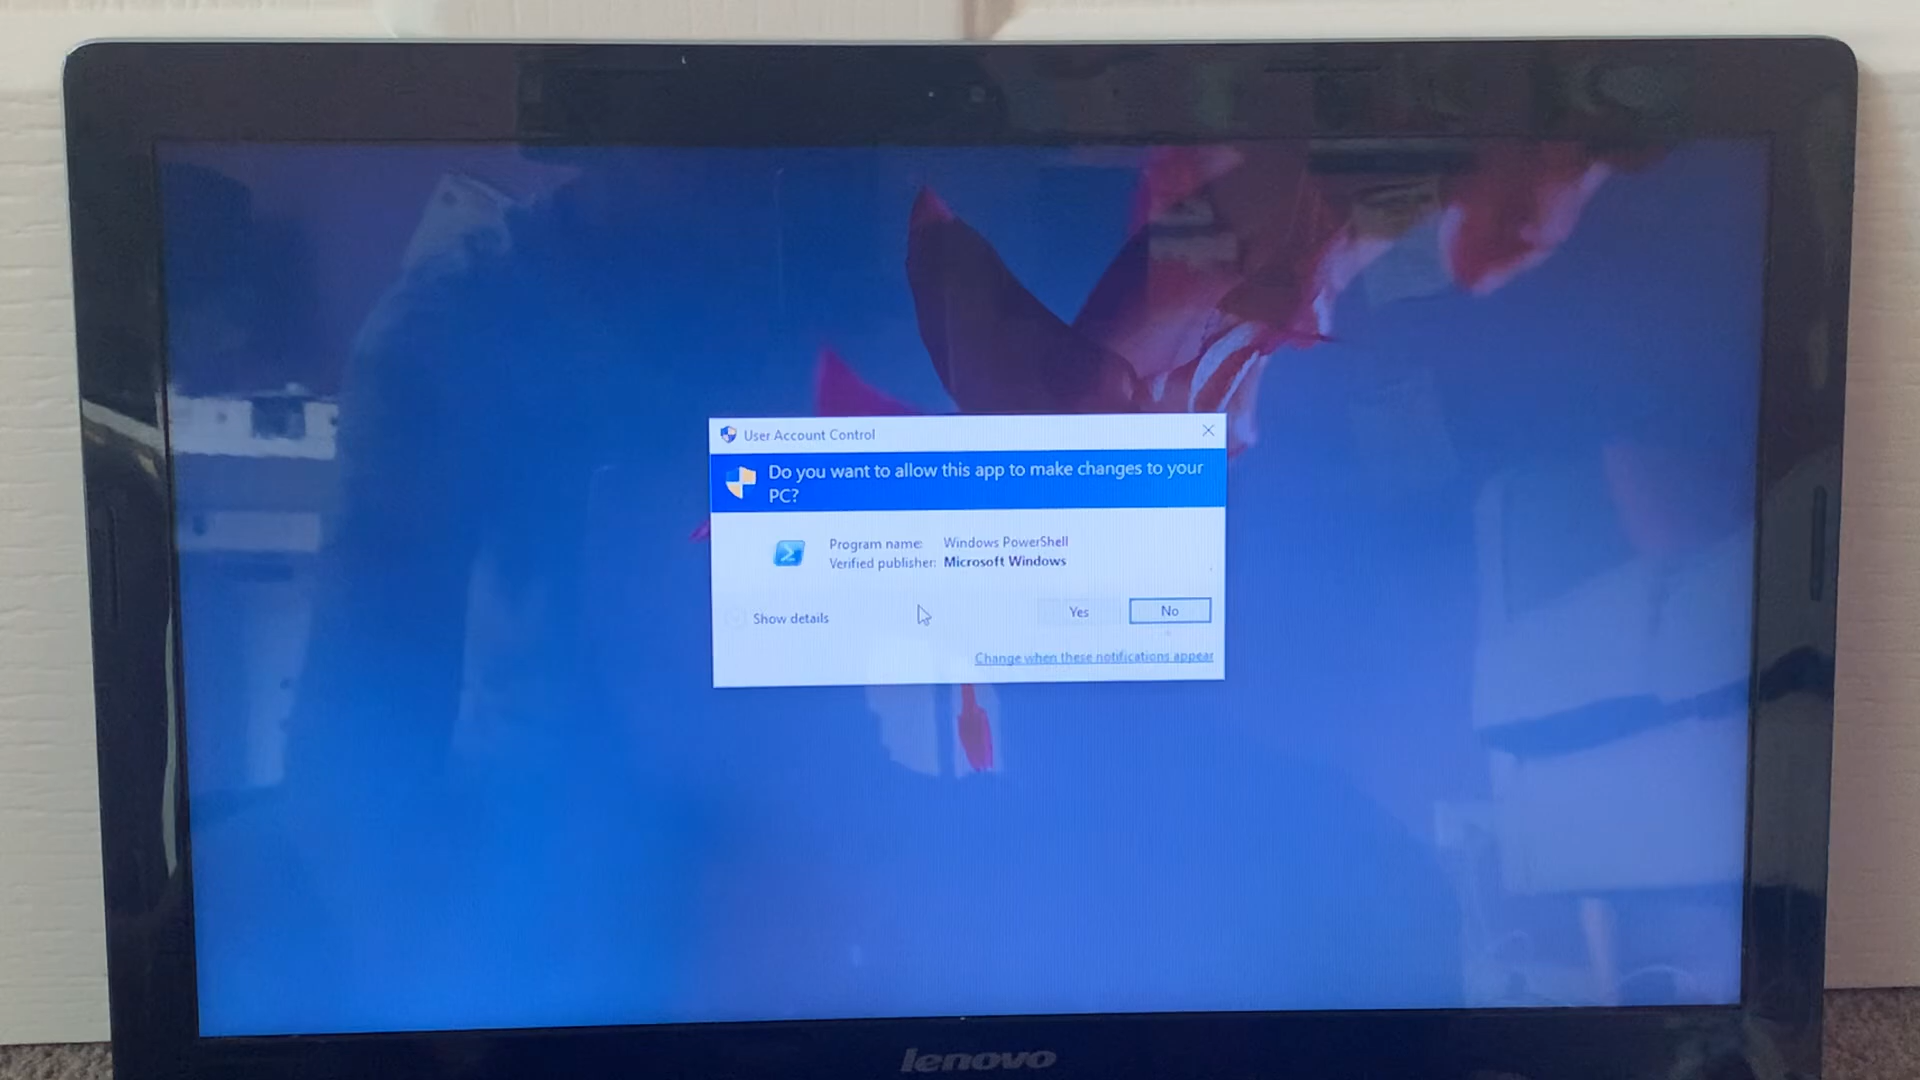 User Account Control
Do you want to allow this app to make changes to your
PC?
Program name: Windows PowerShell
Verified publisher: Microsoft Windows
Show details
Yes
No
Change when these notifications appear
lenovo